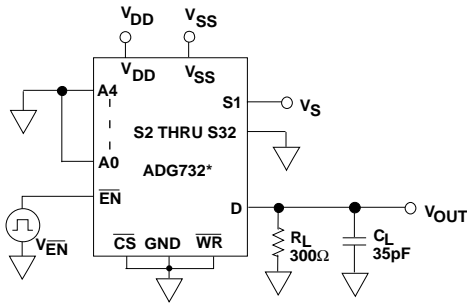 VDD VSS
VDD VSS
A4
S1 VS
S2 THRU S32
A0
ADG732*
EN
D VOUT
VEN
CS GND WR
RL
300Ω
CL
35pF